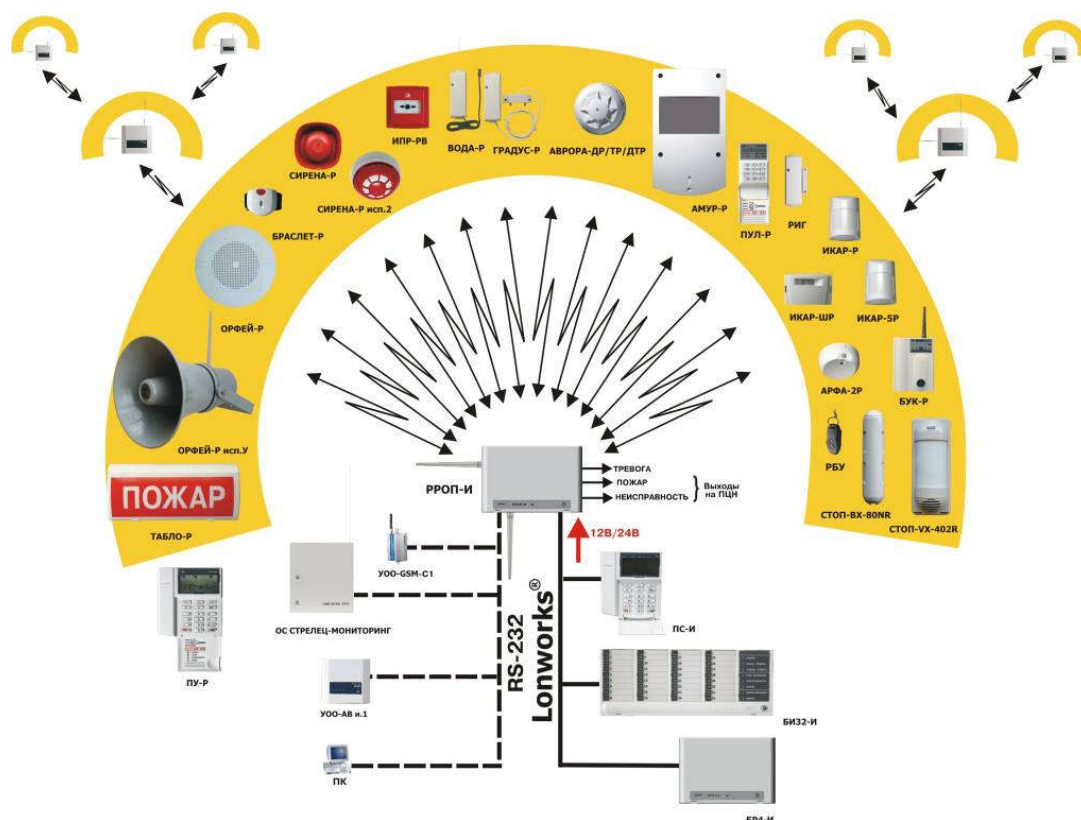 ИПР-РВ
ВОДА-Р
ГРАДУС-Р
АВРОРА-ДР/ТР/ДТР
СИРЕНА-Р
СИРЕНА-Р исп.2
АМУР-Р
ПУЛ-Р
РИГ
БРАСЛЕТ-Р
ИКАР-Р
ОРФЕЙ-Р
ИКАР-ШР
ИКАР-5Р
АРФА-2Р
БУК-Р
ОРФЕЙ-Р исп.У
РБУ
СТОП-ВХ-80NR
СТОП-VX-402R
ПОЖАР
ТАБЛО-Р
РРОП-И
ТРЕВОГА
ПОЖАР
НЕИСПРАВНОСТЬ
Выходы
на ПЦН
12В/24В
УОО-GSM-C1
ОС СТРЕЛЕЦ-МОНИТОРИНГ
ПУ-Р
RS-232
Lonworks®
ПС-И
УОО-АВ и.1
БИ32-И
ПК
БР4-И